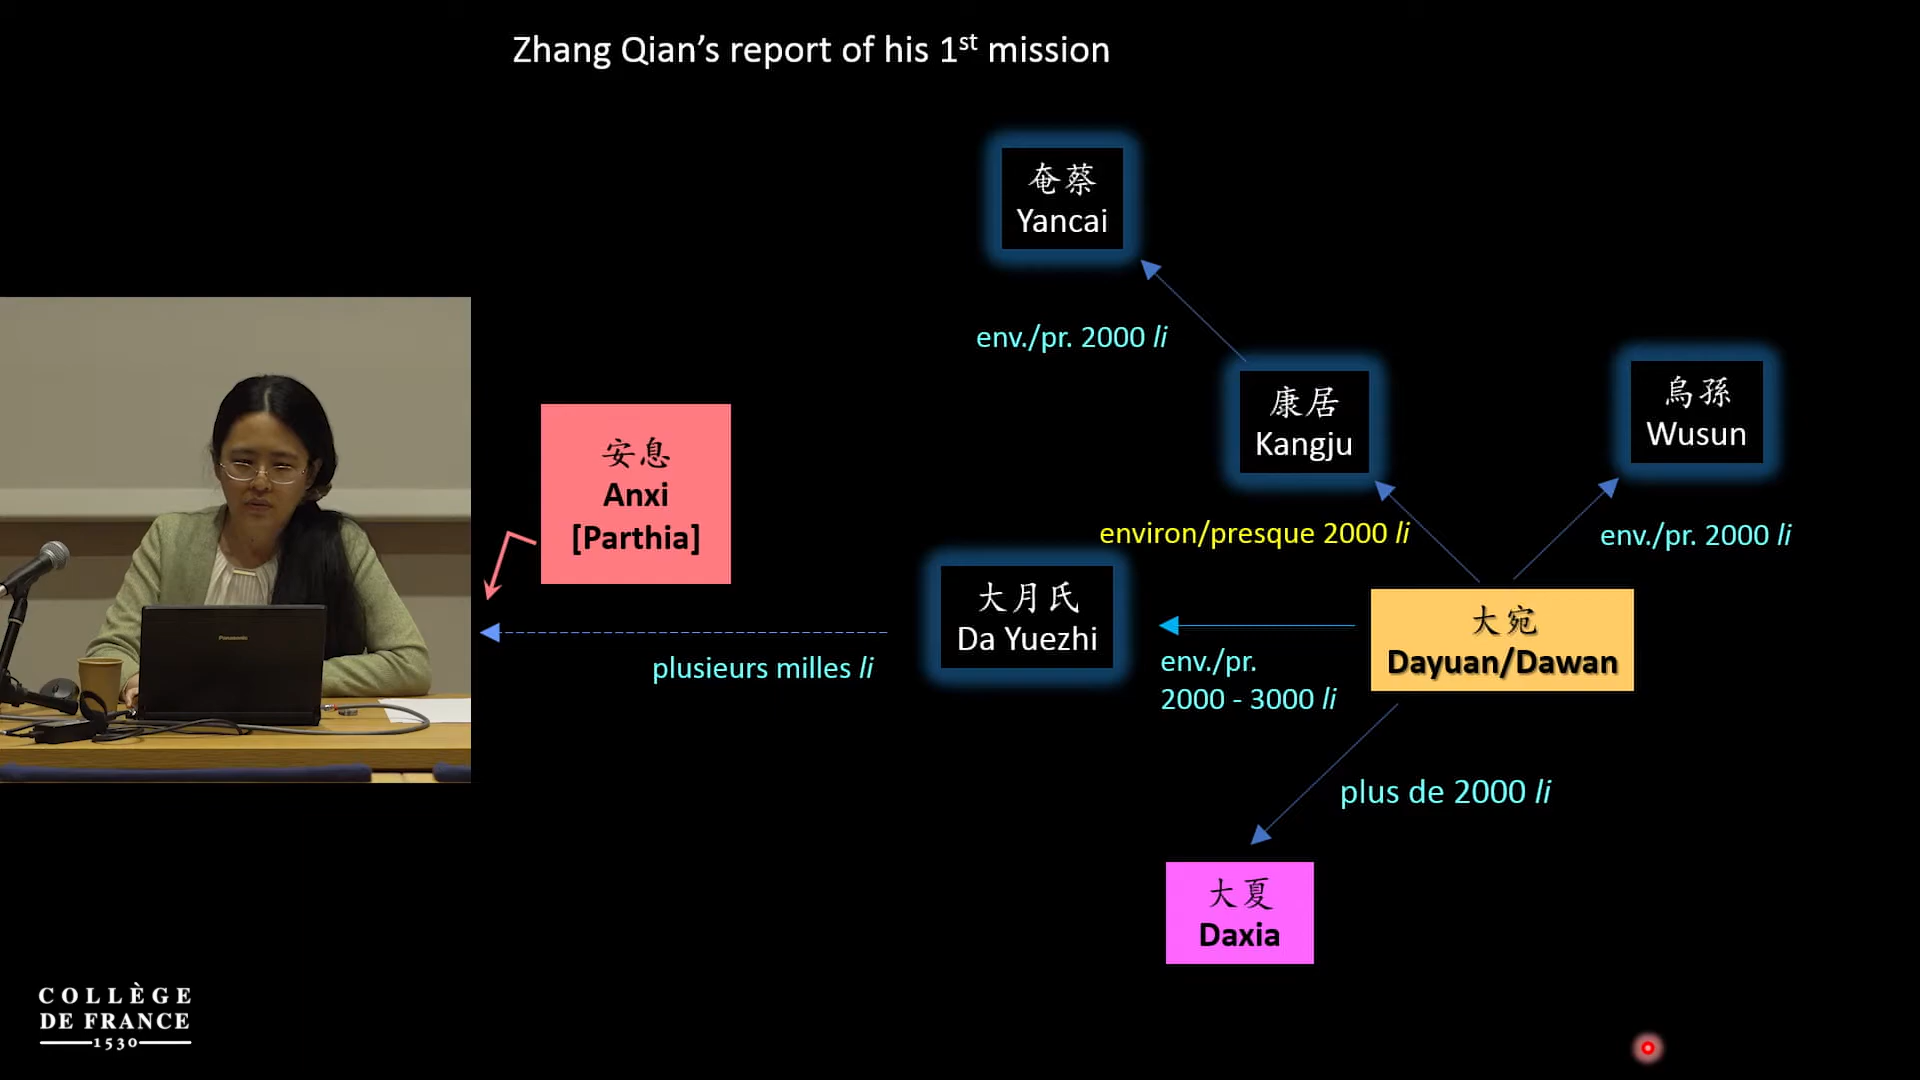 Zhang Qian's report of his 1st mission
奄蔡
Yancai
env./pr. 2000 li
康居
Kangju
烏孫
Wusun
安息
Anxi
[Parthia]
environ/presque 2000 li
env./pr. 2000 li
大月氏
Da Yuezhi
大宛
Dayuan/Dawan
plusieurs milles li
env./pr.
2000 - 3000 li
plus de 2000 li
大夏
Daxia
Panasonic
COLLÈGE
DE FRANCE
1530